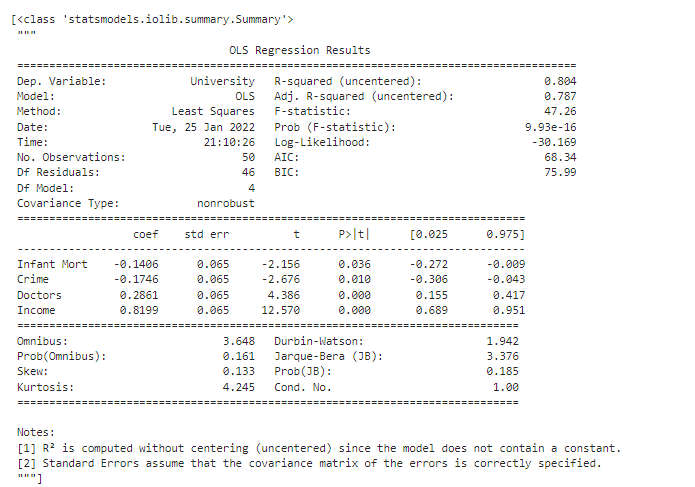 [<class 'statsmodels.iolib.summary.Summary'>
"""
OLS Regression Results
==============================================================================
Dep. Variable: University R-squared (uncentered): 0.804
Model: OLS Adj. R-squared (uncentered): 0.787
Method: Least Squares F-statistic: 47.26
Date: Tue, 25 Jan 2022 Prob (F-statistic): 9.93e-16
Time: 21:10:26 Log-Likelihood: -30.169
No. Observations: 50 AIC: 68.34
Df Residuals: 46 BIC: 75.99
Df Model: 4
Covariance Type: nonrobust
==============================================================================
coef std err t P>|t| [0.025 0.975]
------------------------------------------------------------------------------
Infant Mort -0.1406 0.065 -2.156 0.036 -0.272 -0.009
Crime -0.1746 0.065 -2.676 0.010 -0.306 -0.043
Doctors 0.2861 0.065 4.386 0.000 0.155 0.417
Income 0.8199 0.065 12.570 0.000 0.689 0.951
==============================================================================
Omnibus: 3.648 Durbin-Watson: 1.942
Prob(Omnibus): 0.161 Jarque-Bera (JB): 3.376
Skew: 0.133 Prob(JB): 0.185
Kurtosis: 4.245 Cond. No. 1.00
==============================================================================
Notes:
[1] R² is computed without centering (uncentered) since the model does not contain a constant.
[2] Standard Errors assume that the covariance matrix of the errors is correctly specified.
"""]